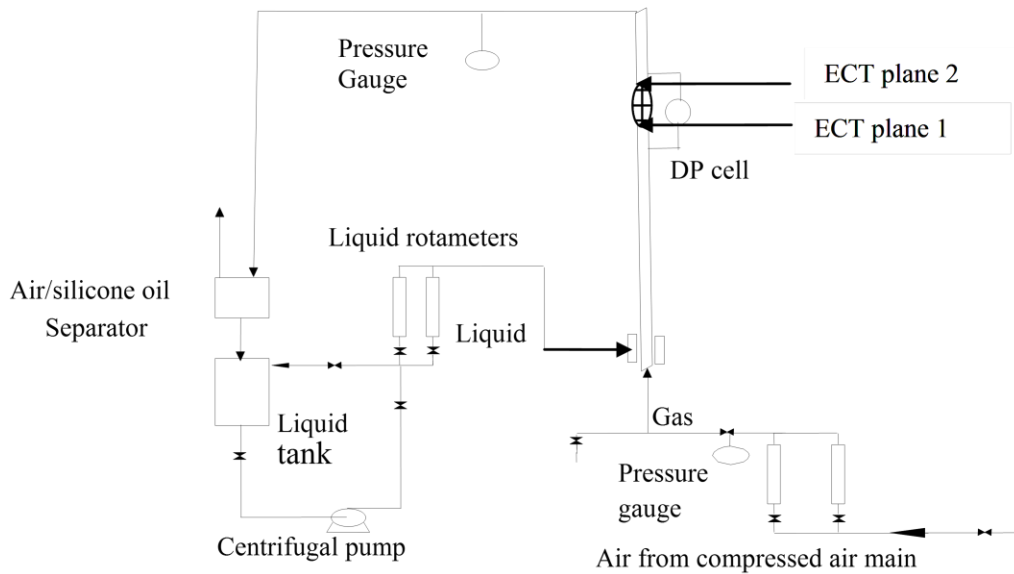 Pressure
Gauge
ECT plane 2
ECT plane 1
DP cell
Liquid rotameters
Air/silicone oil
Separator
Liquid
Liquid
tank
Gas
Pressure
gauge
Centrifugal pump
Air from compressed air main